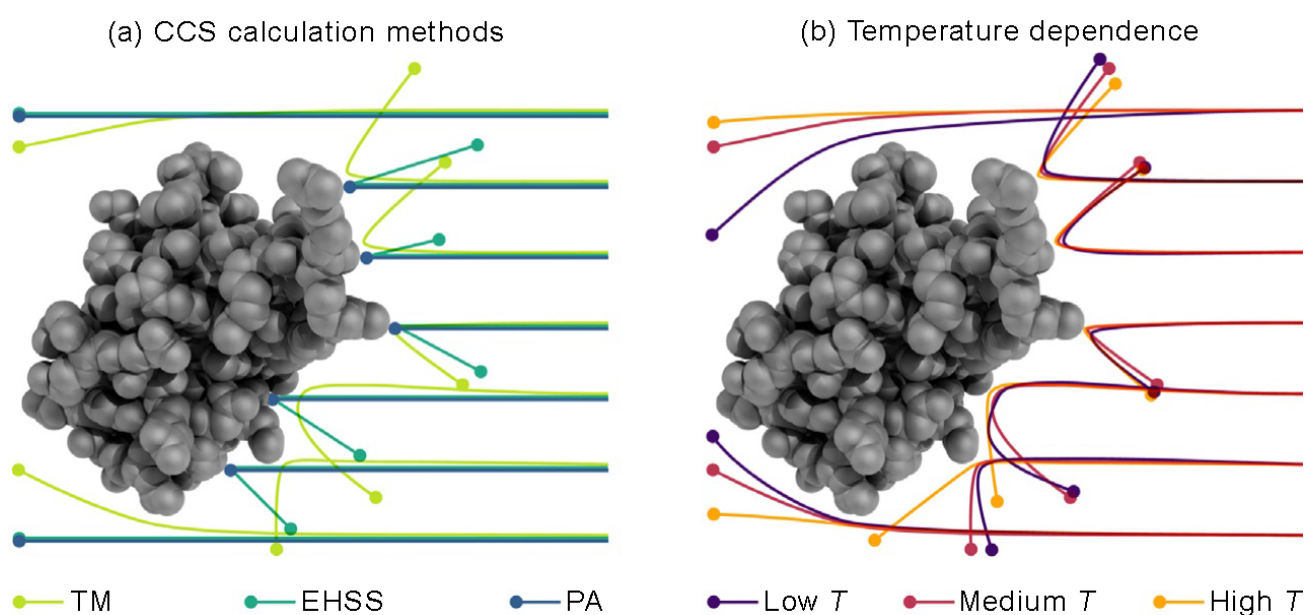 (a) CCS calculation methods
(b) Temperature dependence
TM
EHSS
PA
Low T
Medium T
High T